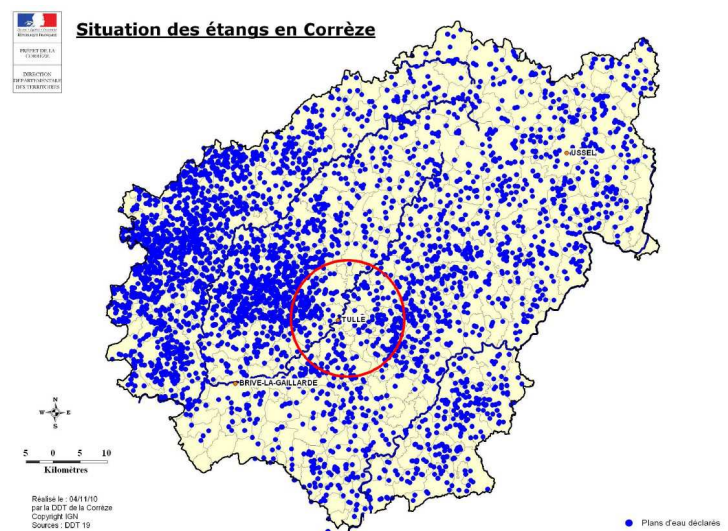 Situation des étangs en Corrèze
PRÉFET DE LA
CORRÈZE
DIRECTION
DÉPARTEMENTALE
DES TERRITOIRES
USSEL
TULLE
BRIVE-LA-GAILLARDE
N
W E
S
5 0 5 10
Kilomètres
Réalisé le : 04/11/10
par la DDT de la Corrèze
Copyright IGN
Sources : DDT 19
Plans d'eau déclarés